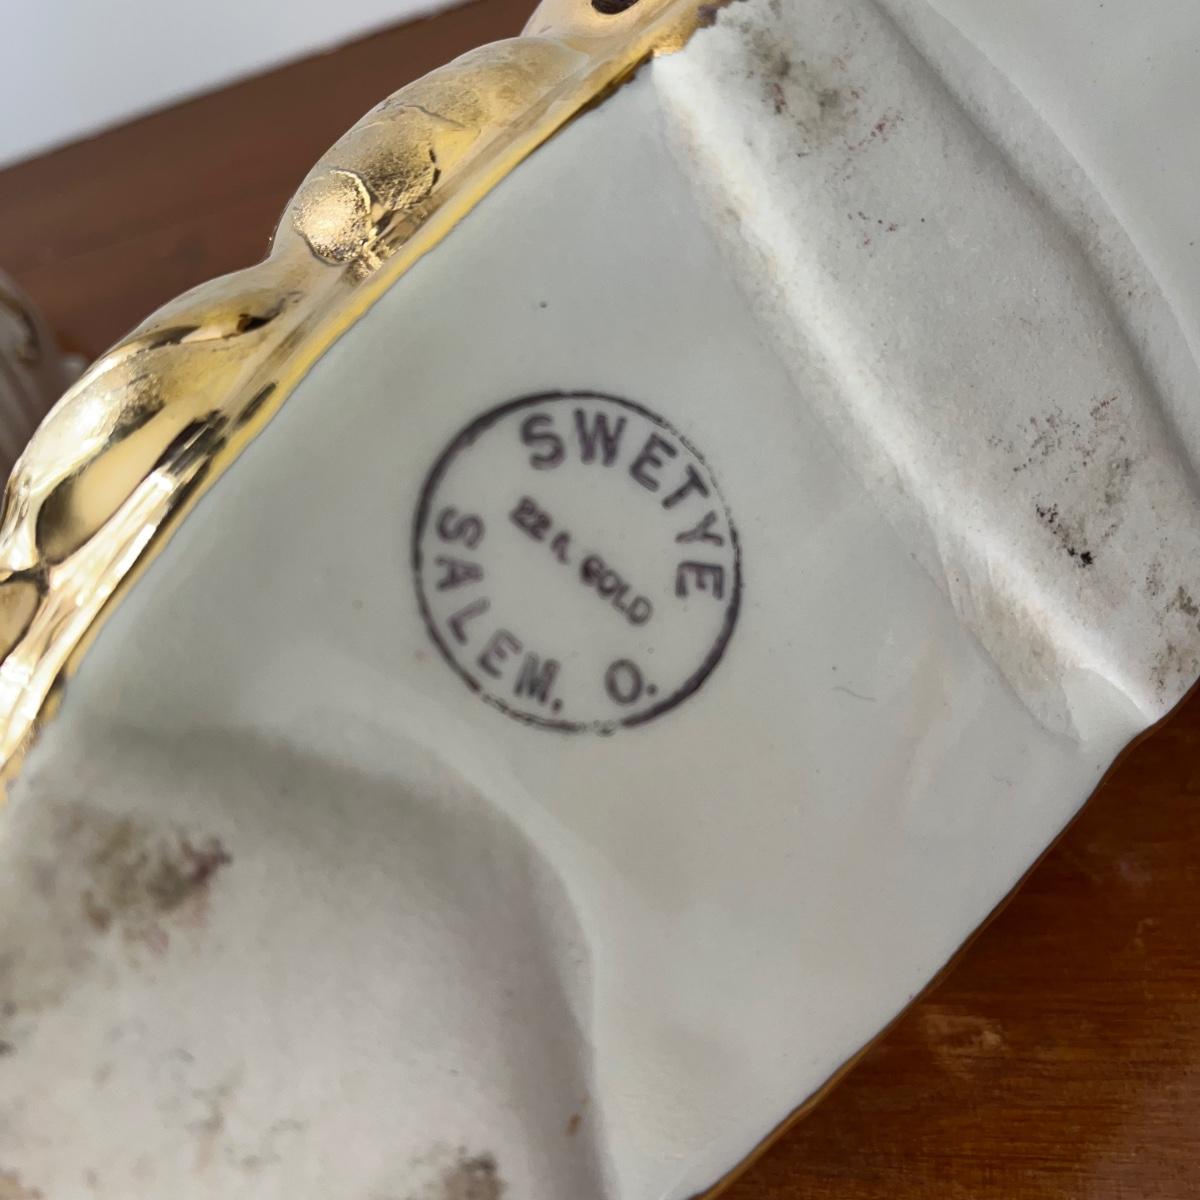 SWETYE
22 K. GOLD
SALEM, O.